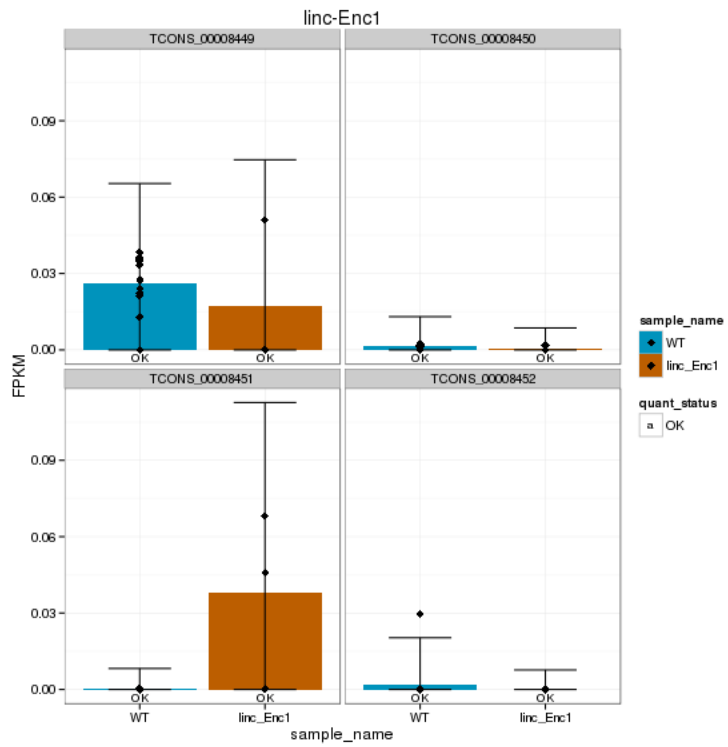 linc-Enc1
TCONS_00008449 TCONS_00008450
0.09
0.06
0.03
0.00
OK OK OK OK
TCONS_00008451 TCONS_00008452
0.09
0.06
0.03
0.00
OK OK OK OK
WT linc_Enc1 WT linc_Enc1
sample_name
FPKM
sample_name
WT
linc_Enc1
quant_status
a OK